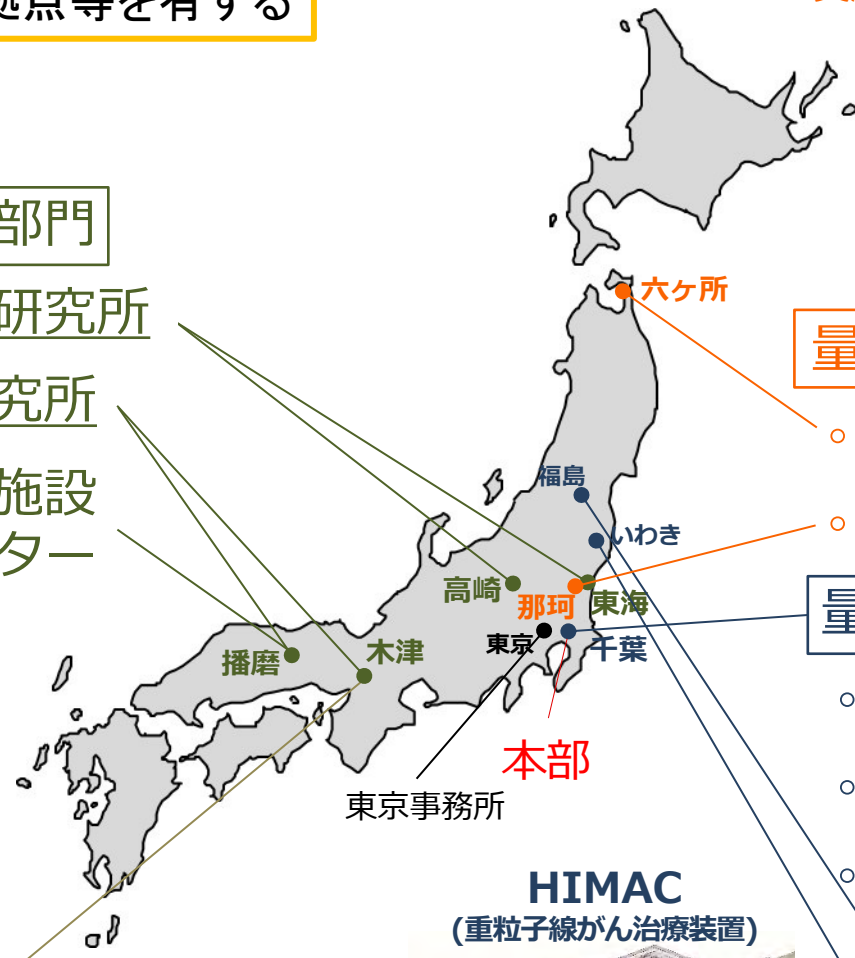 拠点等を有する
部門
研究所
究所
施設
ター
六ケ所
量
福島
いわき
高崎
那珂
東海
量
東京
千葉
播磨
木津
本部
東京事務所
HIMAC
(重粒子線がん治療装置)